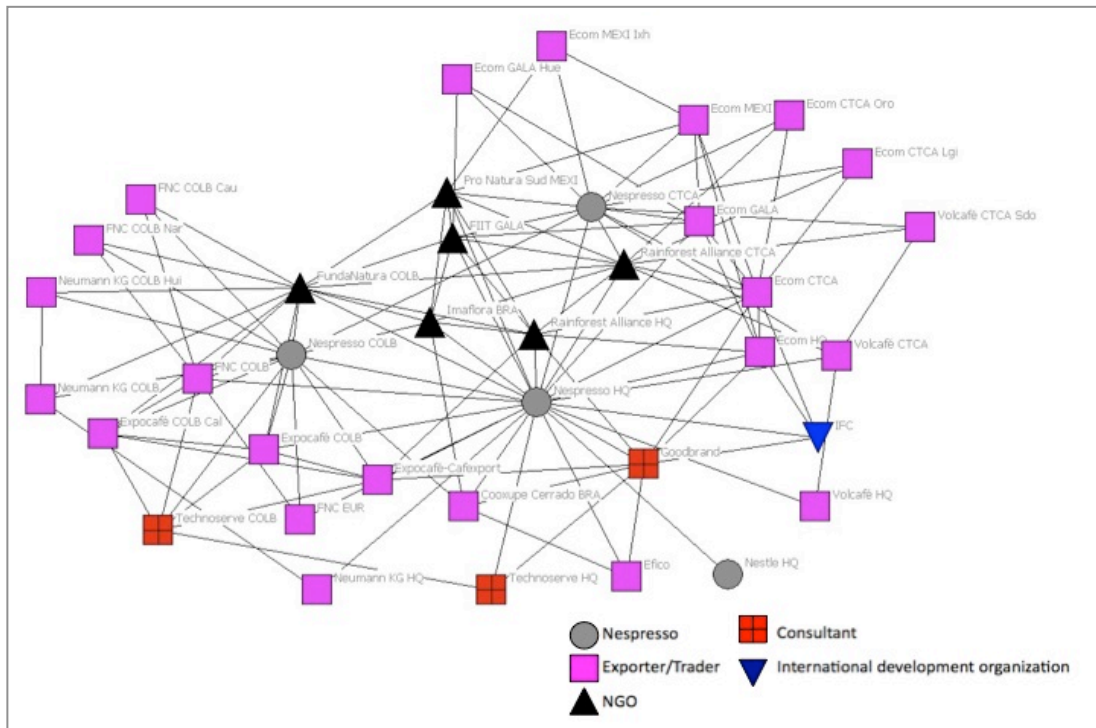 Ecom MEXI Ixh
Ecom GALA Hue
Ecom MEXI
Ecom CTCA Oro
Ecom CTCA Lgi
Pro Natura Sud MEXI
FNC COLB Cau
Nespresso CTCA
Ecom GALA
Volcafè CTCA Sdo
FIIT GALA
FNC COLB Nar
Rainforest Alliance CTCA
Neumann KG COLB Hui
FundaNatura COLB
Ecom CTCA
Imaflora BRA
Rainforest Alliance HQ
Ecom HQ
Nespresso COLB
Volcafè CTCA
FNC COLB
Neumann KG COLB
Nespresso HQ
Expocafè COLB Cal
IFC
Expocafè COLB
Goodbrand
Expocafè-Cafexport
Cooxupe Cerrado BRA
Volcafè HQ
FNC EUR
Technoserve COLB
Efico
Nestle HQ
Neumann KG HQ
Technoserve HQ
Nespresso
Consultant
Exporter/Trader
International development organization
NGO